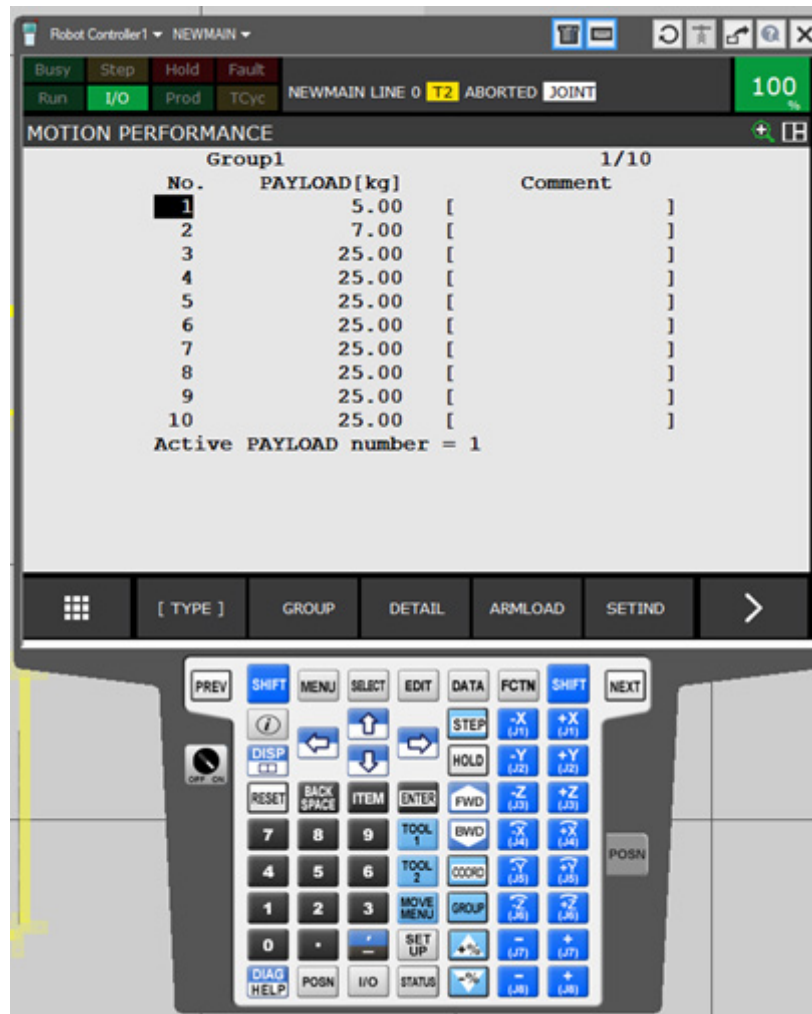 Robot Controller1 NEWMAIN
Busy Step Hold Fault
Run I/O Prod TCyc
NEWMAIN LINE 0 T2 ABORTED JOINT
100 %
MOTION PERFORMANCE
Group1 1/10
No. PAYLOAD[kg] Comment
1 5.00 [ ]
2 7.00 [ ]
3 25.00 [ ]
4 25.00 [ ]
5 25.00 [ ]
6 25.00 [ ]
7 25.00 [ ]
8 25.00 [ ]
9 25.00 [ ]
10 25.00 [ ]
Active PAYLOAD number = 1
[ TYPE ] GROUP DETAIL ARMLOAD SETIND >
PREV SHIFT MENU SELECT EDIT DATA FCTN SHIFT NEXT
i STEP -X (J1) +X (J1)
DISP HOLD -Y (J2) +Y (J2)
OFF ON
RESET BACK SPACE ITEM ENTER FWD -Z (J3) +Z (J3)
7 8 9 TOOL 1 BWD -X (J4) +X (J4)
4 5 6 TOOL 2 COORD -Y (J5) +Y (J5)
POSN
1 2 3 MOVE MENU GROUP -Z (J6) +Z (J6)
0 . , - SET UP +% - (J7) + (J7)
DIAG HELP POSN I/O STATUS -% - (J8) + (J8)